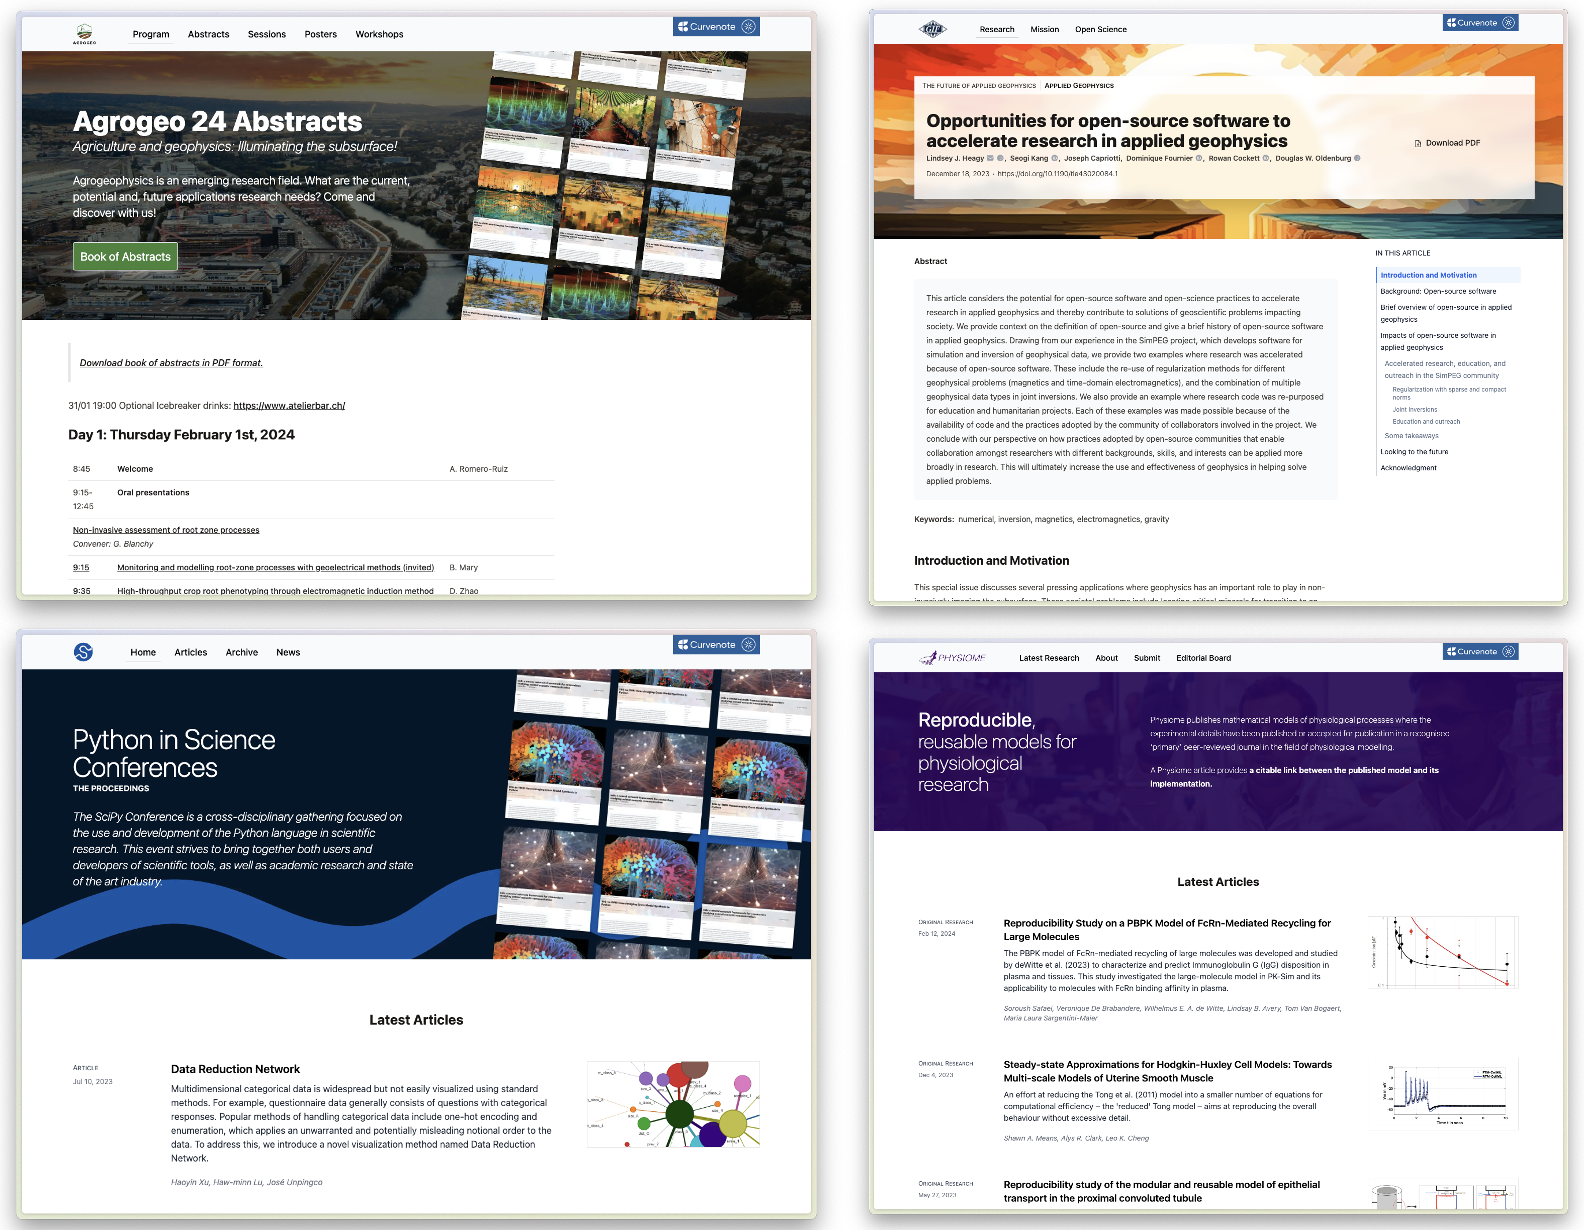 AGROGEO
Program
Abstracts
Sessions
Posters
Workshops
Curvenote
Agrogeo 24 Abstracts
Agriculture and geophysics: Illuminating the subsurface!
Agrogeophysics is an emerging research field. What are the current,
potential and, future applications research needs? Come and
discover with us!
Book of Abstracts
Download book of abstracts in PDF format.
31/01 19:00 Optional Icebreaker drinks: https://www.atelierbar.ch/
Day 1: Thursday February 1st, 2024
8:45 Welcome A. Romero-Ruiz
9:15- Oral presentations
12:45
Non-invasive assessment of root zone processes
Convener: G. Blanchy
9:15 Monitoring and modelling root-zone processes with geoelectrical methods (invited) B. Mary
9:35 High-throughput crop root phenotyping through electromagnetic induction method D. Zhao
GIF
Research
Mission
Open Science
Curvenote
THE FUTURE OF APPLIED GEOPHYSICS | APPLIED GEOPHYSICS
Opportunities for open-source software to
accelerate research in applied geophysics
Lindsey J. Heagy, Seogi Kang, Joseph Capriotti, Dominique Fournier, Rowan Cockett, Douglas W. Oldenburg
December 18, 2023 · https://doi.org/10.1190/tle43020084.1
Download PDF
Abstract
This article considers the potential for open-source software and open-science practices to accelerate
research in applied geophysics and thereby contribute to solutions of geoscientific problems impacting
society. We provide context on the definition of open-source and give a brief history of open-source software
in applied geophysics. Drawing from our experience in the SimPEG project, which develops software for
simulation and inversion of geophysical data, we provide two examples where research was accelerated
because of open-source software. These include the re-use of regularization methods for different
geophysical problems (magnetics and time-domain electromagnetics), and the combination of multiple
geophysical data types in joint inversions. We also provide an example where research code was re-purposed
for education and humanitarian projects. Each of these examples was made possible because of the
availability of code and the practices adopted by the community of collaborators involved in the project. We
conclude with our perspective on how practices adopted by open-source communities that enable
collaboration amongst researchers with different backgrounds, skills, and interests can be applied more
broadly in research. This will ultimately increase the use and effectiveness of geophysics in helping solve
applied problems.
Keywords: numerical, inversion, magnetics, electromagnetics, gravity
Introduction and Motivation
This special issue discusses several pressing applications where geophysics has an important role to play in non-
IN THIS ARTICLE
Introduction and Motivation
Background: Open-source software
Brief overview of open-source in applied
geophysics
Impacts of open-source software in
applied geophysics
Accelerated research, education, and
outreach in the SimPEG community
Regularization with sparse and compact
norms
Joint Inversions
Education and outreach
Some takeaways
Looking to the future
Acknowledgment
Home
Articles
Archive
News
Curvenote
Python in Science
Conferences
THE PROCEEDINGS
The SciPy Conference is a cross-disciplinary gathering focused on
the use and development of the Python language in scientific
research. This event strives to bring together both users and
developers of scientific tools, as well as academic research and state
of the art industry.
Latest Articles
ARTICLE
Jul 10, 2023
Data Reduction Network
Multidimensional categorical data is widespread but not easily visualized using standard
methods. For example, questionnaire data generally consists of questions with categorical
responses. Popular methods of handling categorical data include one-hot encoding and
enumeration, which applies an unwarranted and potentially misleading notional order to the
data. To address this, we introduce a novel visualization method named Data Reduction
Network.
Haoyin Xu, Haw-minn Lu, José Unpingco
PHYSIOME
Latest Research
About
Submit
Editorial Board
Curvenote
Reproducible,
reusable models for
physiological
research
Physiome publishes mathematical models of physiological processes where the
experimental details have been published or accepted for publication in a recognised
'primary' peer-reviewed journal in the field of physiological modelling.
A Physiome article provides a citable link between the published model and its
implementation.
Latest Articles
ORIGINAL RESEARCH
Feb 12, 2024
Reproducibility Study on a PBPK Model of FcRn-Mediated Recycling for
Large Molecules
The PBPK model of FcRn-mediated recycling of large molecules was developed and studied
by deWitte et al. (2023) to characterize and predict Immunoglobulin G (IgG) disposition in
plasma and tissues. This study investigated the large-molecule model in PK-Sim and its
applicability to molecules with FcRn binding affinity in plasma.
Soroush Safaei, Veronique De Brabandere, Wilhelmus E. A. de Witte, Lindsay B. Avery, Tom Van Bogaert,
Maria Laura Sargentini-Maier
ORIGINAL RESEARCH
Dec 4, 2023
Steady-state Approximations for Hodgkin-Huxley Cell Models: Towards
Multi-scale Models of Uterine Smooth Muscle
An effort at reducing the Tong et al. (2011) model into a smaller number of equations for
computational efficiency – the 'reduced' Tong model – aims at reproducing the overall
behaviour without excessive detail.
Shawn A. Means, Alys R. Clark, Leo K. Cheng
ORIGINAL RESEARCH
May 27, 2023
Reproducibility study of the modular and reusable model of epithelial
transport in the proximal convoluted tubule